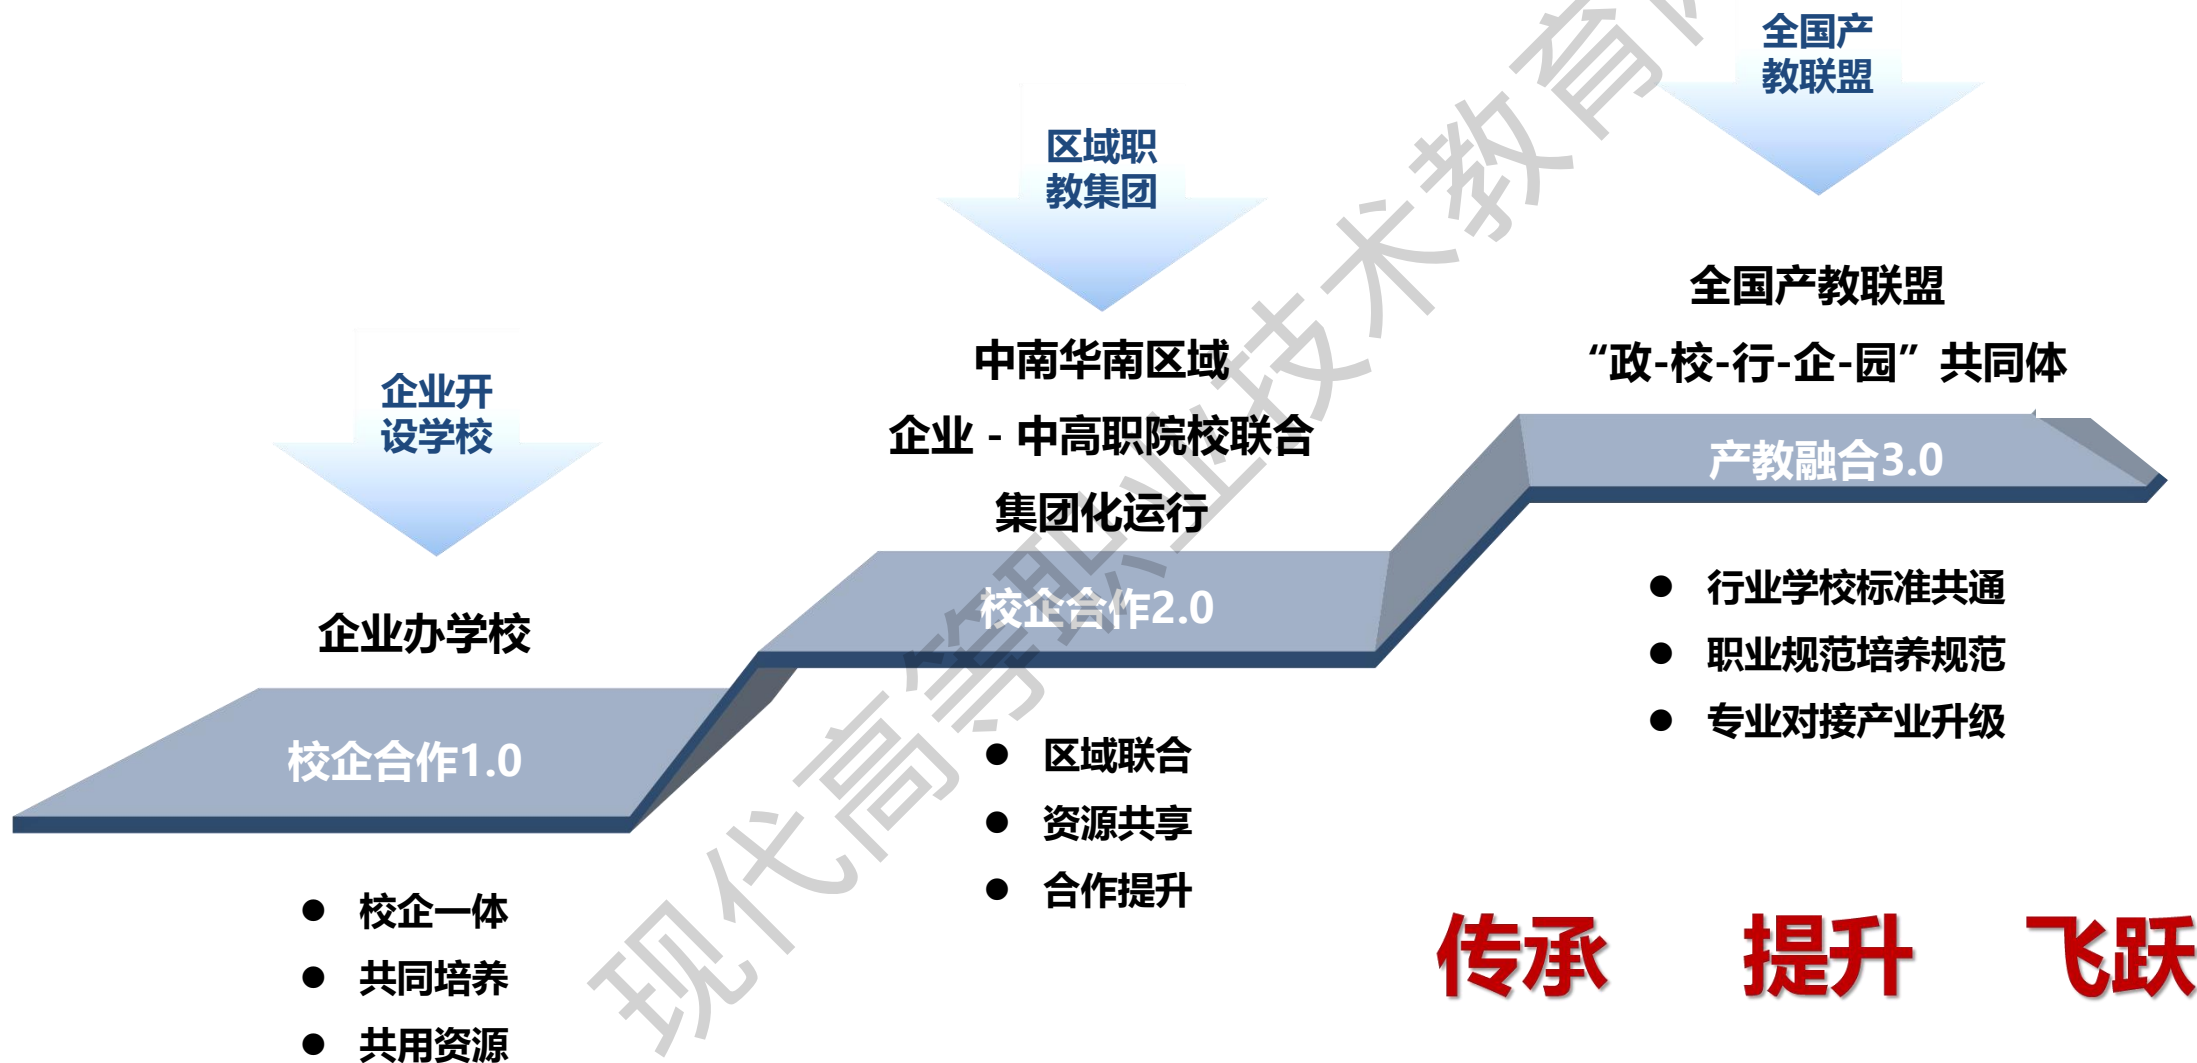 企业开
设学校
企业办学校
校企合作1.0
● 校企一体
● 共同培养
● 共用资源
区域职
教集团
中南华南区域
企业 - 中高职院校联合
集团化运行
校企合作2.0
● 区域联合
● 资源共享
● 合作提升
全国产
教联盟
全国产教联盟
“政-校-行-企-园”共同体
产教融合3.0
● 行业学校标准共通
● 职业规范培养规范
● 专业对接产业升级
传承 提升 飞跃
现代高等职业技术教育网